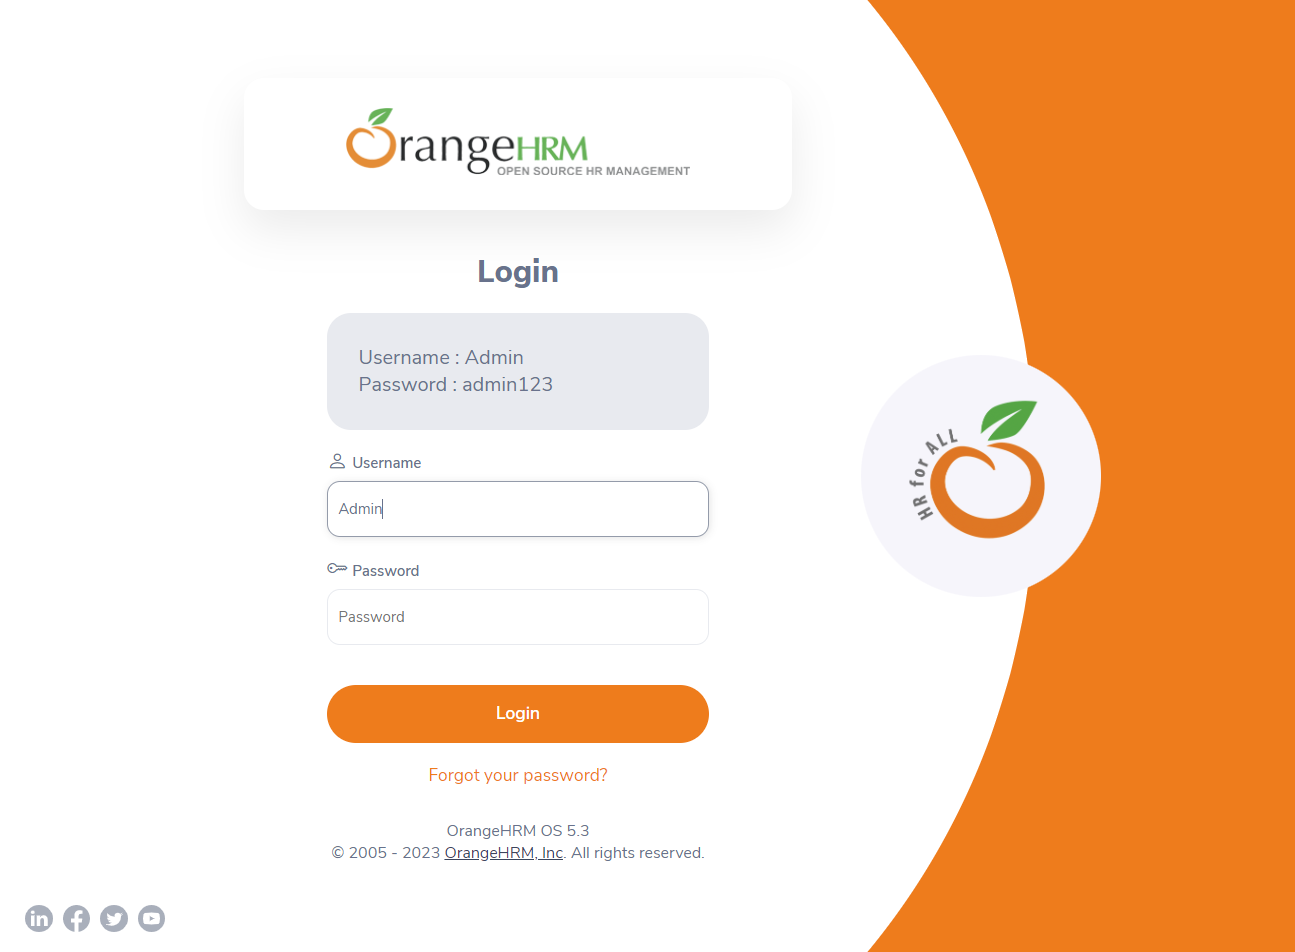 OrangeHRM
OPEN SOURCE HR MANAGEMENT
Login
Username : Admin
Password : admin123
Username
Admin
Password
Password
Login
Forgot your password?
OrangeHRM OS 5.3
© 2005 - 2023 OrangeHRM, Inc. All rights reserved.
HR for ALL
in